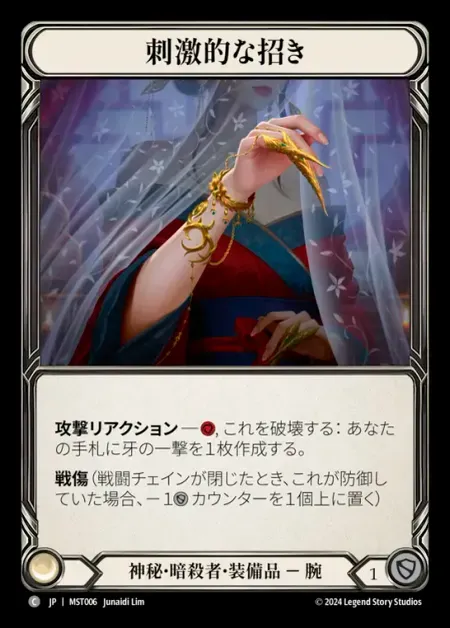 刺激的な招き
攻撃リアクション ― , これを破壊する: あなた
の手札に牙の一撃を1枚作成する。
戦傷(戦闘チェインが閉じたとき、これが防御
していた場合、−1 カウンターを1個上に置く)
神秘・暗殺者・装備品 ― 腕
1
C JP | MST006 Junaidi Lim
© 2024 Legend Story Studios